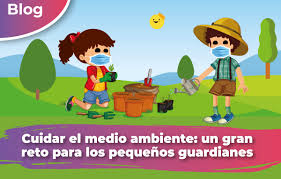 Blog
Cuidar el medio ambiente: un gran
reto para los pequeños guardianes